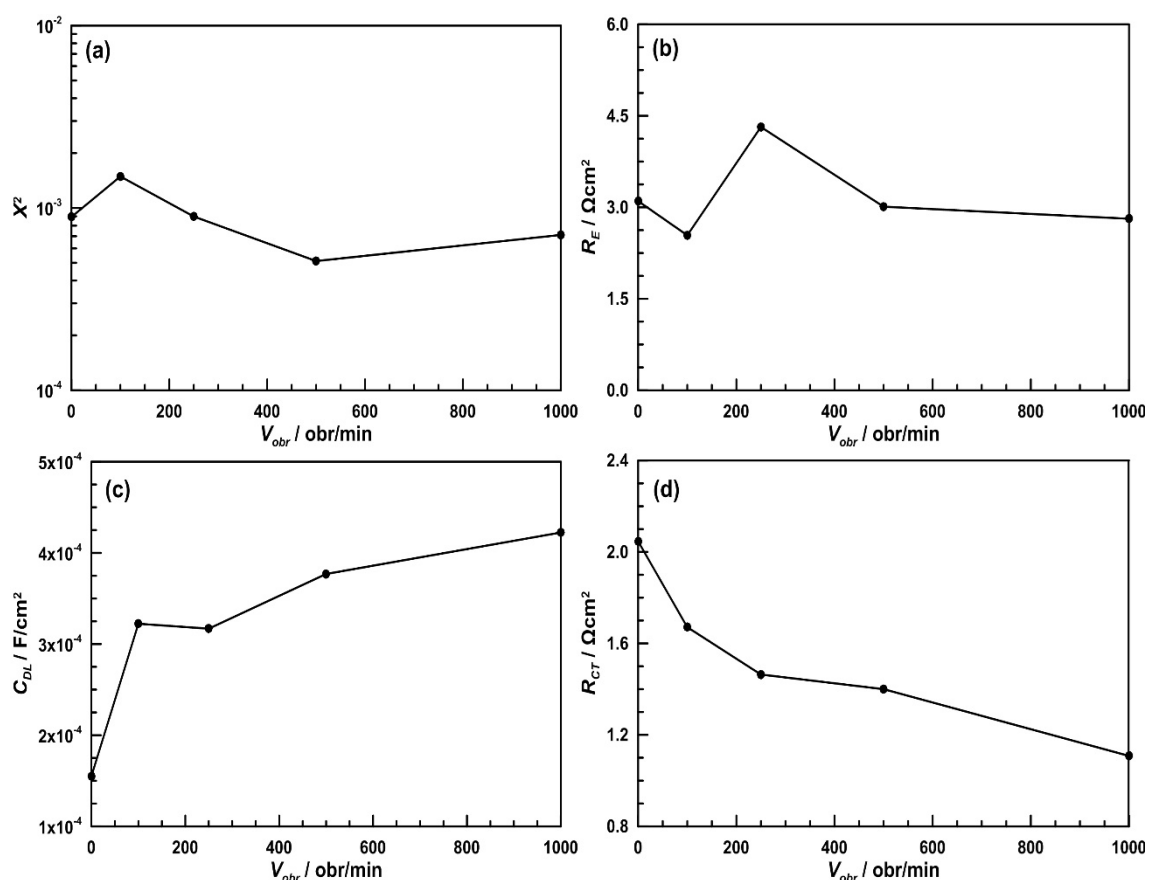 (a)
10⁻²
10⁻³
10⁻⁴
X²
0 200 400 600 800 1000
V_obr / obr/min
(b)
6.0
4.5
3.0
1.5
0.0
R_E / Ωcm²
0 200 400 600 800 1000
V_obr / obr/min
(c)
5x10⁻⁴
4x10⁻⁴
3x10⁻⁴
2x10⁻⁴
1x10⁻⁴
C_DL / F/cm²
0 200 400 600 800 1000
V_obr / obr/min
(d)
2.4
2.0
1.6
1.2
0.8
R_CT / Ωcm²
0 200 400 600 800 1000
V_obr / obr/min